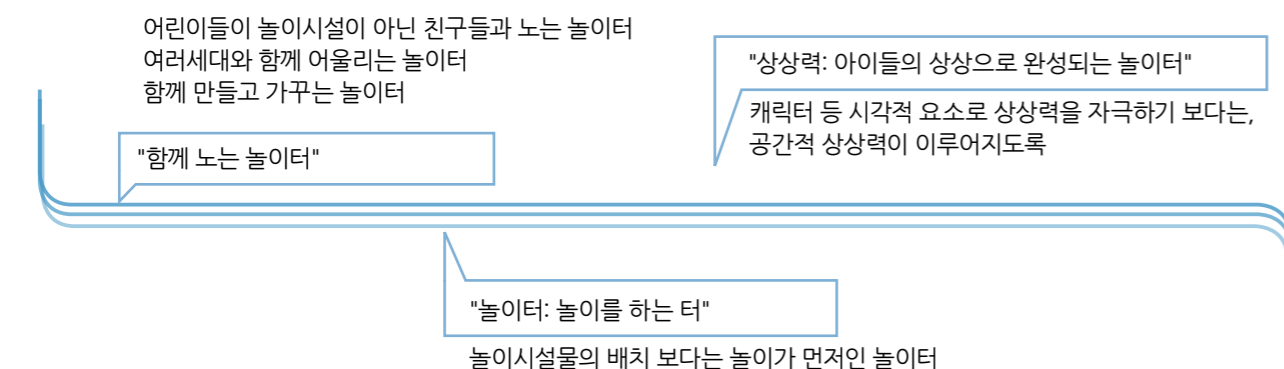 어린이들이 놀이시설이 아닌 친구들과 노는 놀이터
여러세대와 함께 어울리는 놀이터
함께 만들고 가꾸는 놀이터
"함께 노는 놀이터"
"상상력: 아이들의 상상으로 완성되는 놀이터"
캐릭터 등 시각적 요소로 상상력을 자극하기 보다는,
공간적 상상력이 이루어지도록
"놀이터: 놀이를 하는 터"
놀이시설물의 배치 보다는 놀이가 먼저인 놀이터